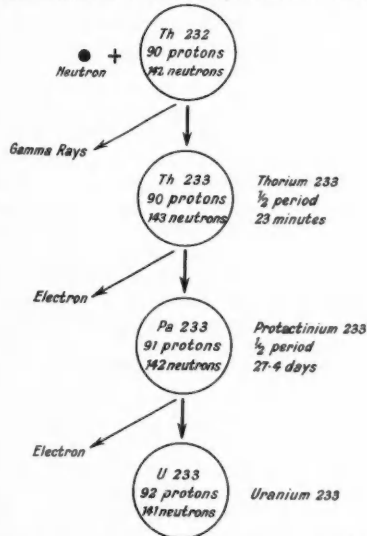 Th 232
90 protons
142 neutrons
● +
Neutron
Gamma Rays
Th 233
90 protons
143 neutrons
Thorium 233
½ period
23 minutes
Electron
Pa 233
91 protons
142 neutrons
Protactinium 233
½ period
27·4 days
Electron
U 233
92 protons
141 neutrons
Uranium 233